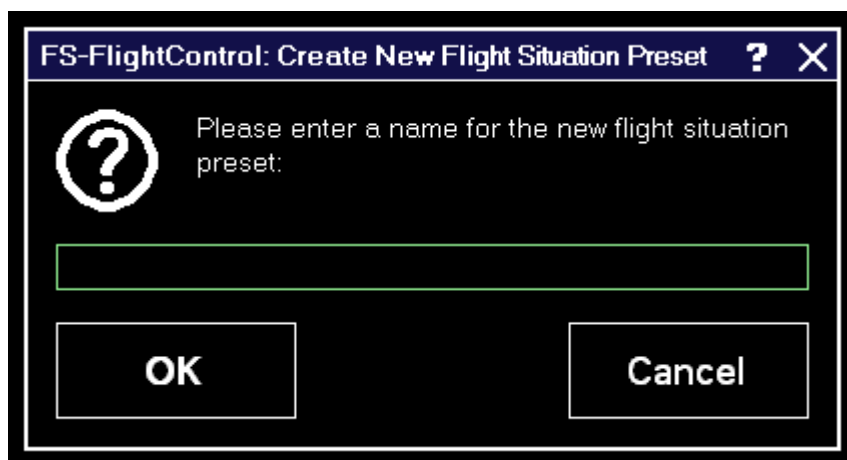 FS-FlightControl: Create New Flight Situation Preset ? X
?
Please enter a name for the new flight situation
preset:
OK
Cancel